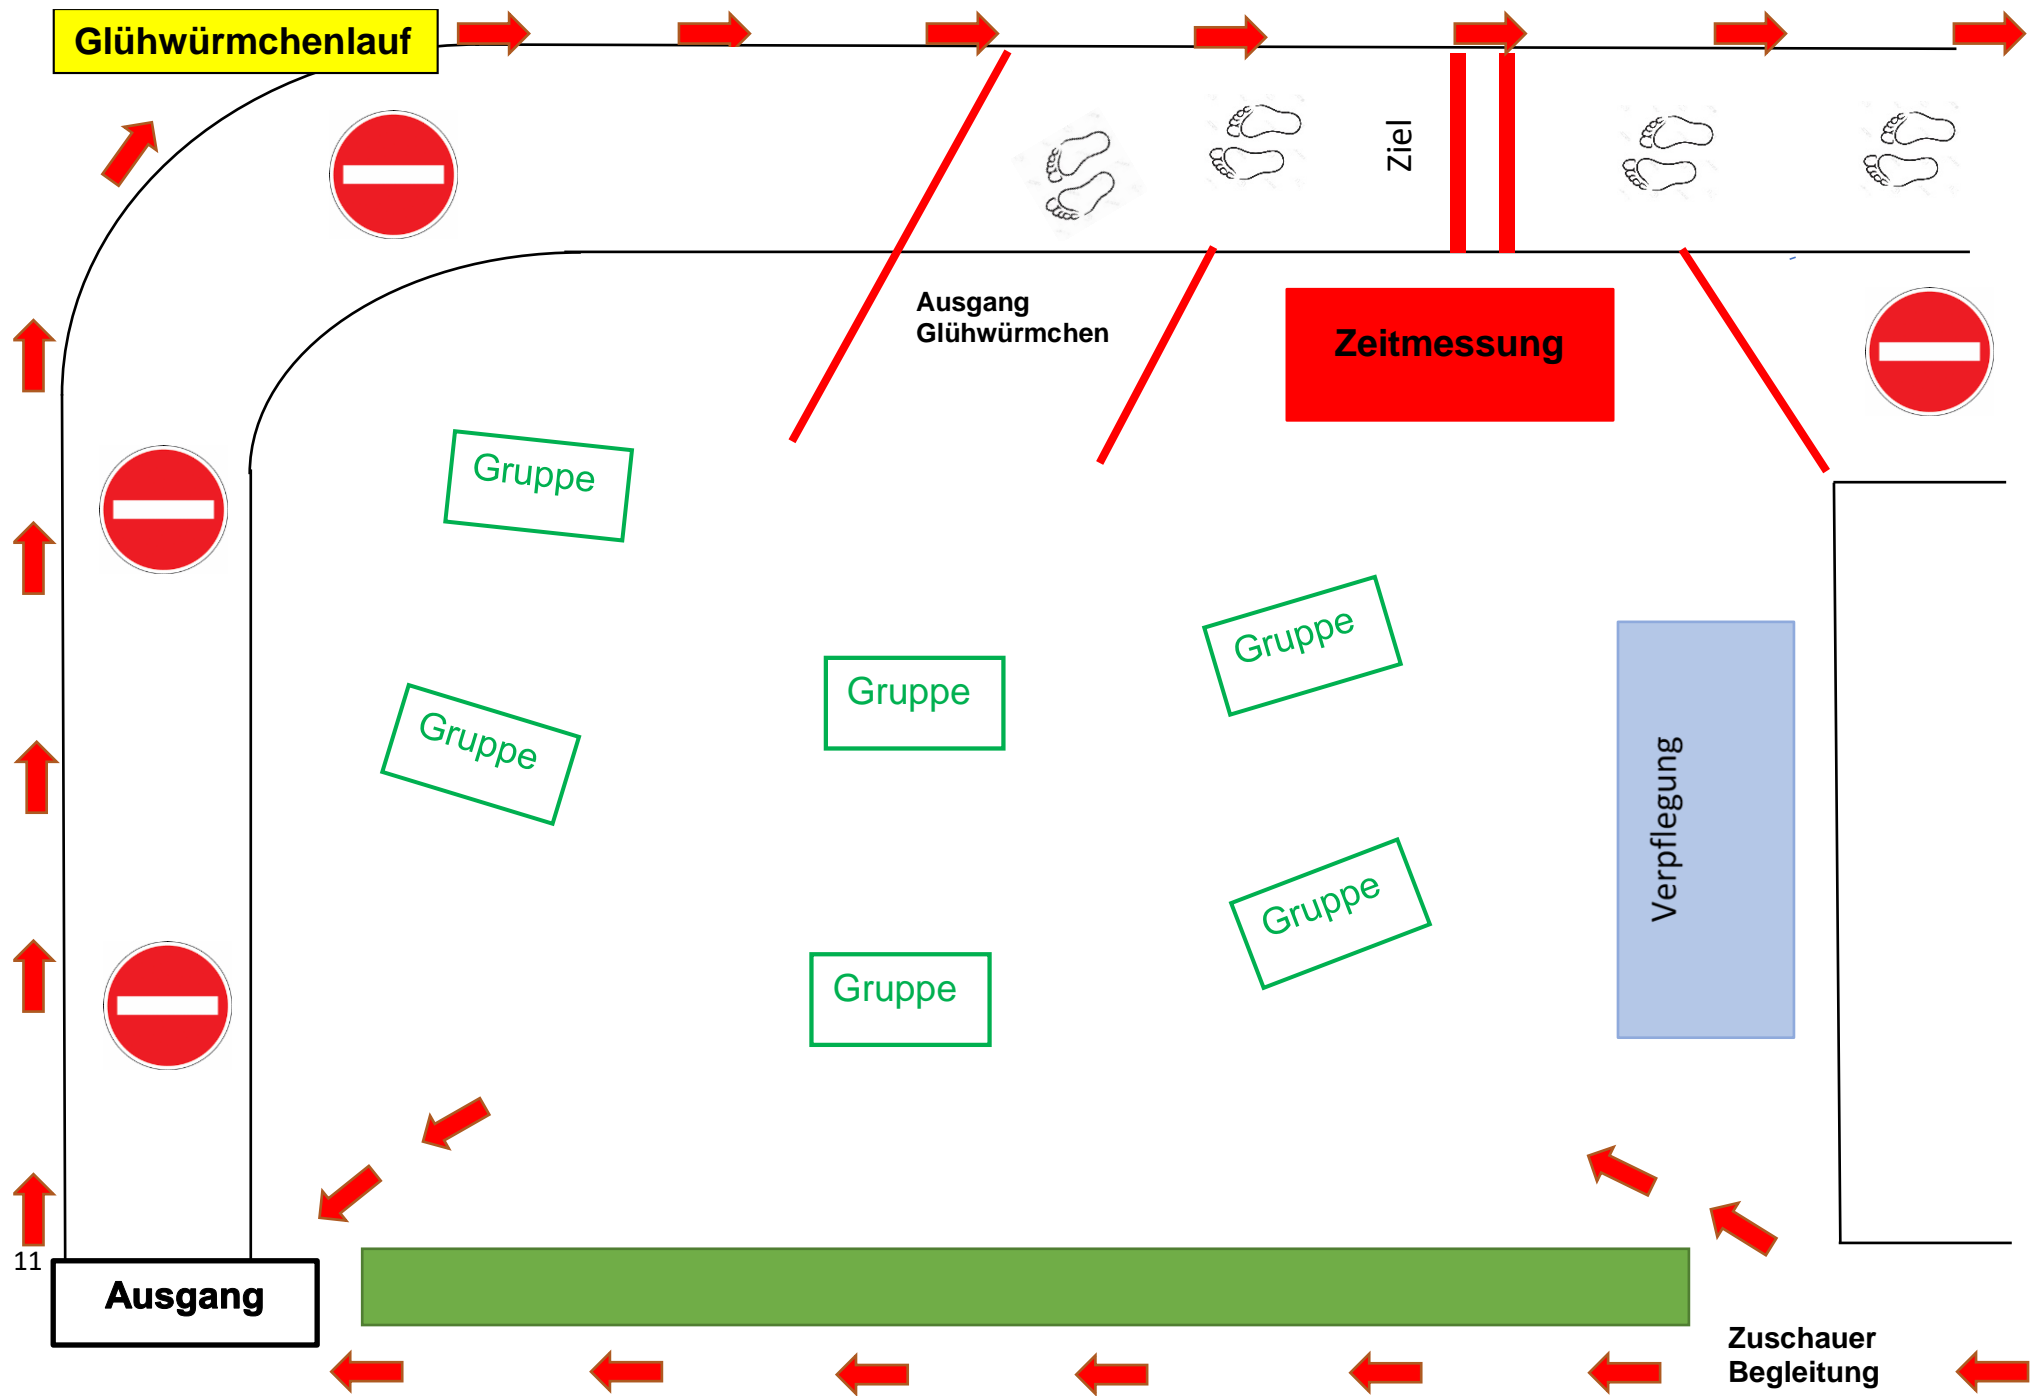 Glühwürmchenlauf
Ziel
Ausgang
Glühwürmchen
Zeitmessung
Gruppe
Gruppe
Gruppe
Gruppe
Verpflegung
Gruppe
Gruppe
11
Ausgang
Zuschauer
Begleitung